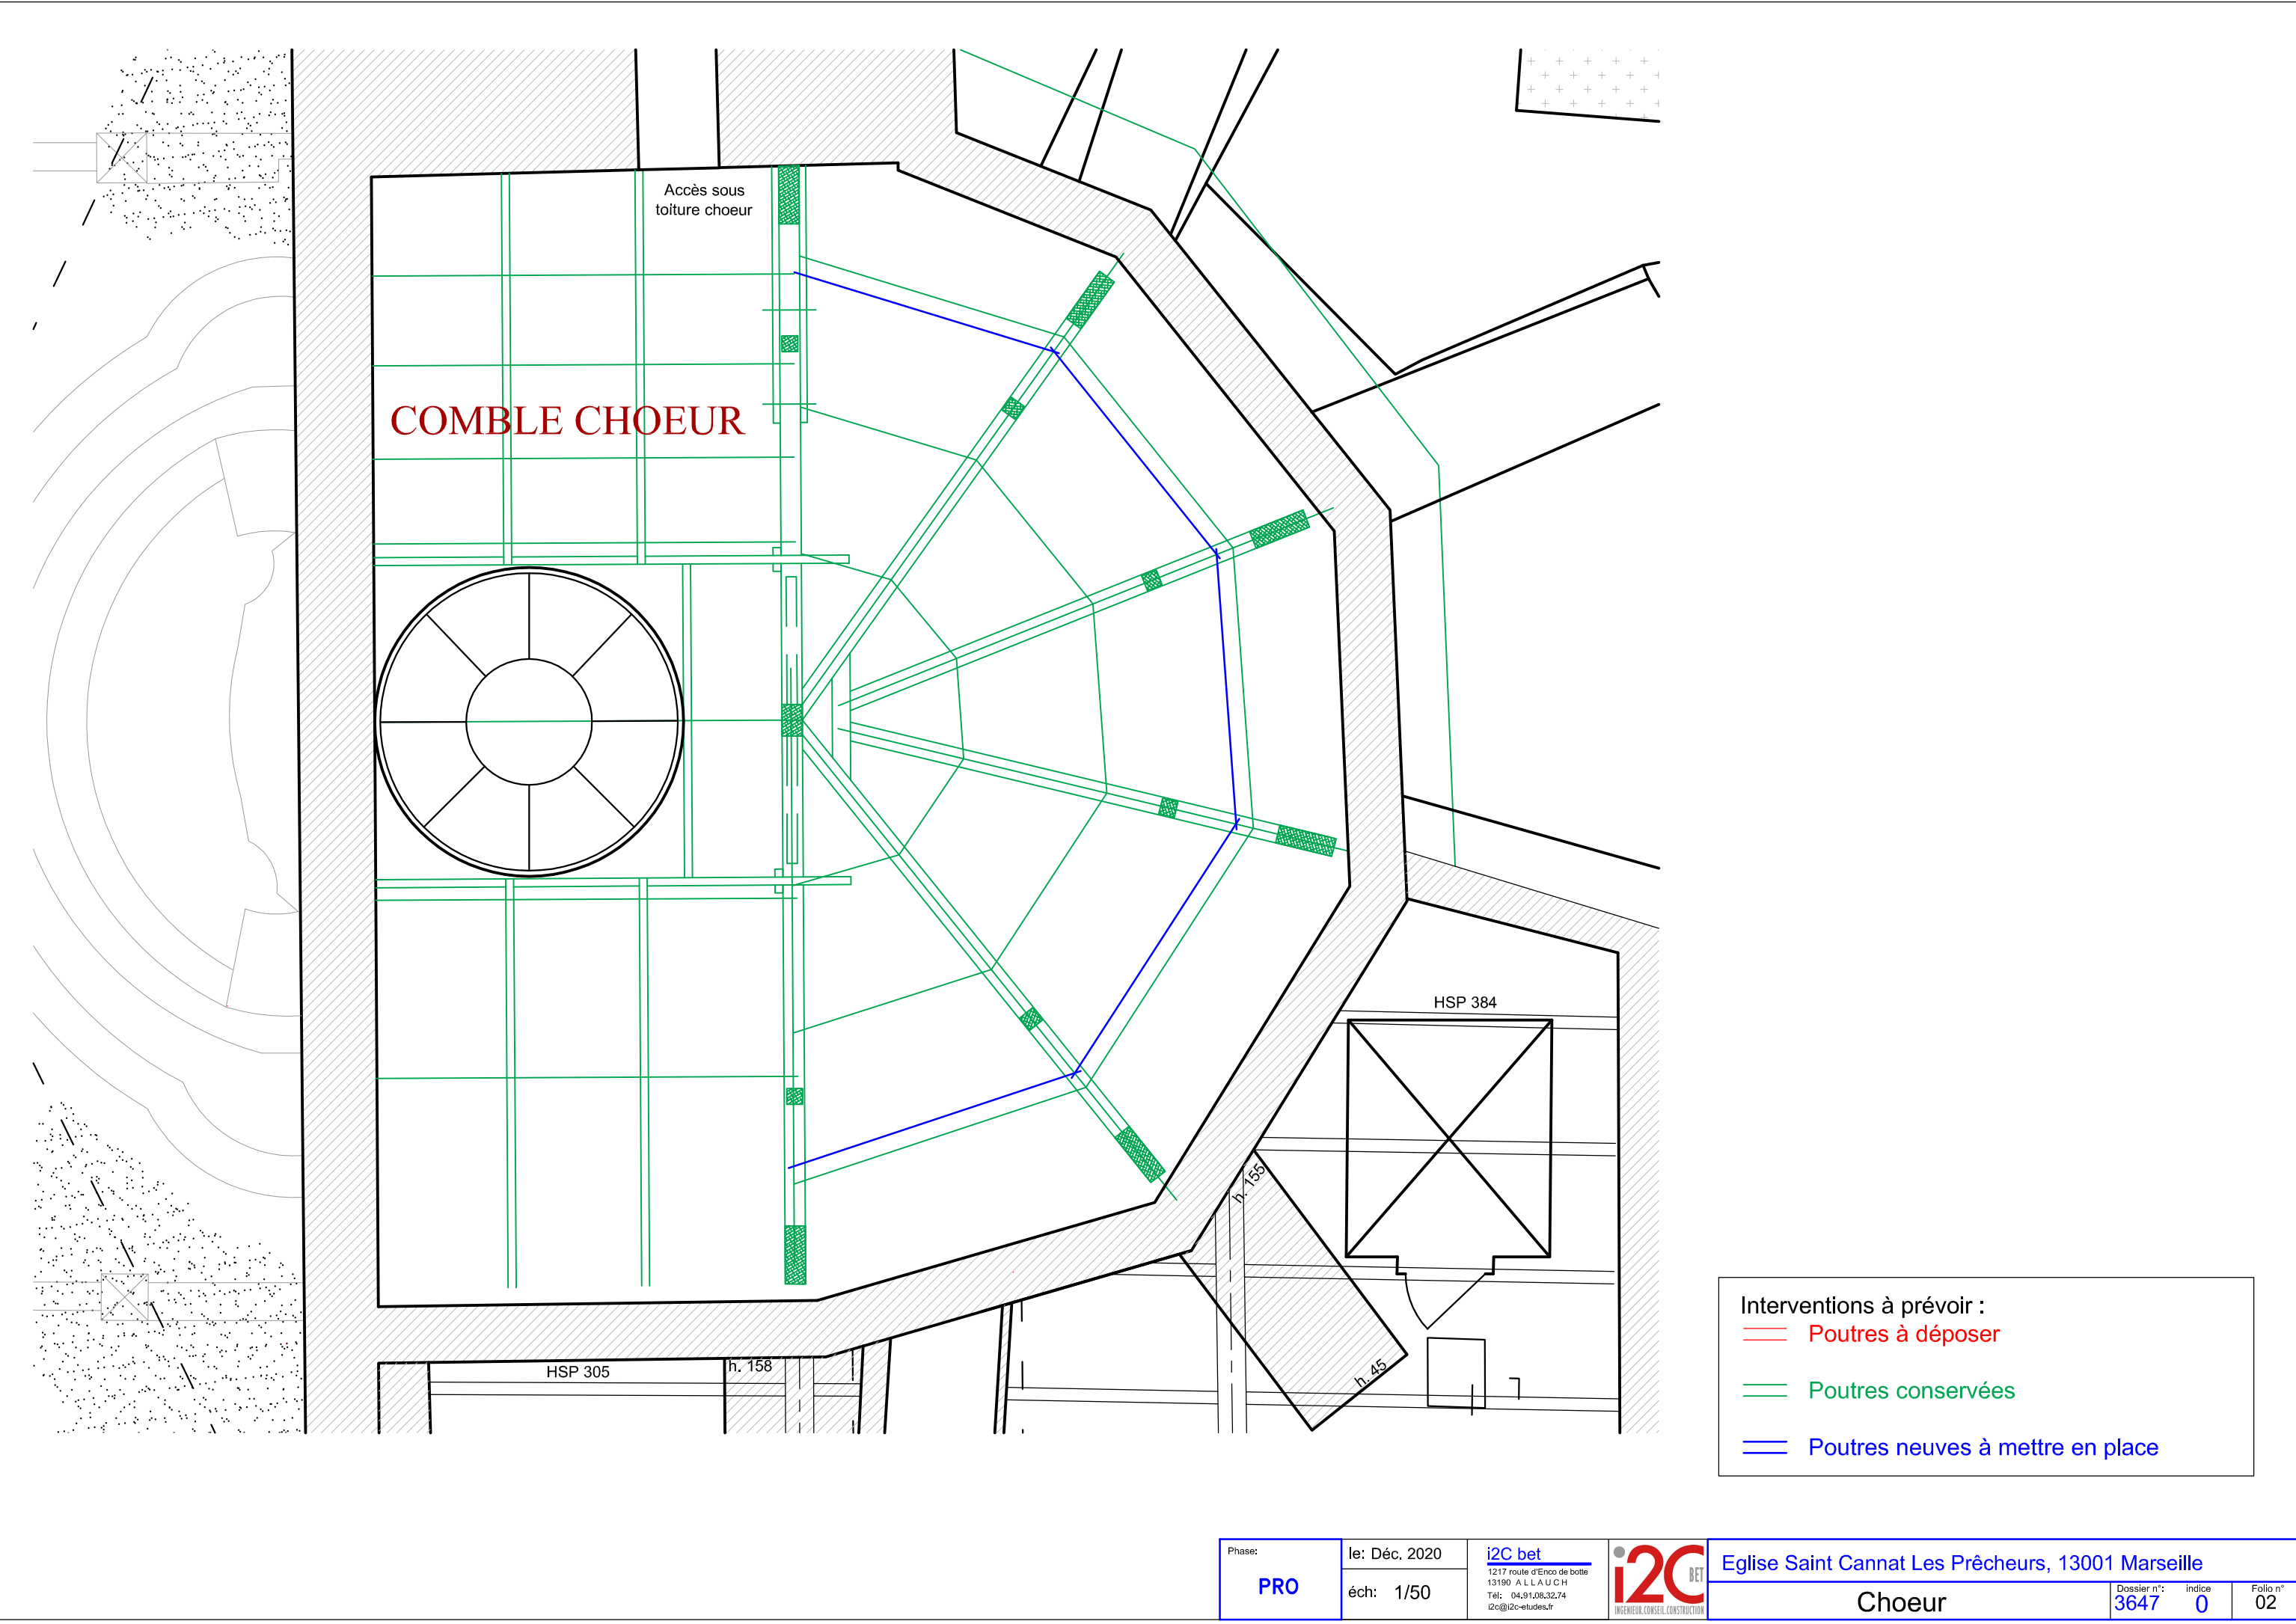 Accès sous
toiture choeur
COMBLE CHOEUR
HSP 384
h. 155
h. 45
HSP 305
h. 158
Interventions à prévoir :
Poutres à déposer
Poutres conservées
Poutres neuves à mettre en place
Phase:
PRO
le: Déc. 2020
éch: 1/50
i2C bet
1217 route d'Enco de botte
13190 ALLAUCH
Tél: 04.91.08.32.74
i2c@i2c-etudes.fr
i2C
BET
INGENIEUR.CONSEIL.CONSTRUCTION
Eglise Saint Cannat Les Prêcheurs, 13001 Marseille
Choeur
Dossier n°:
3647
indice
0
Folio n°
02